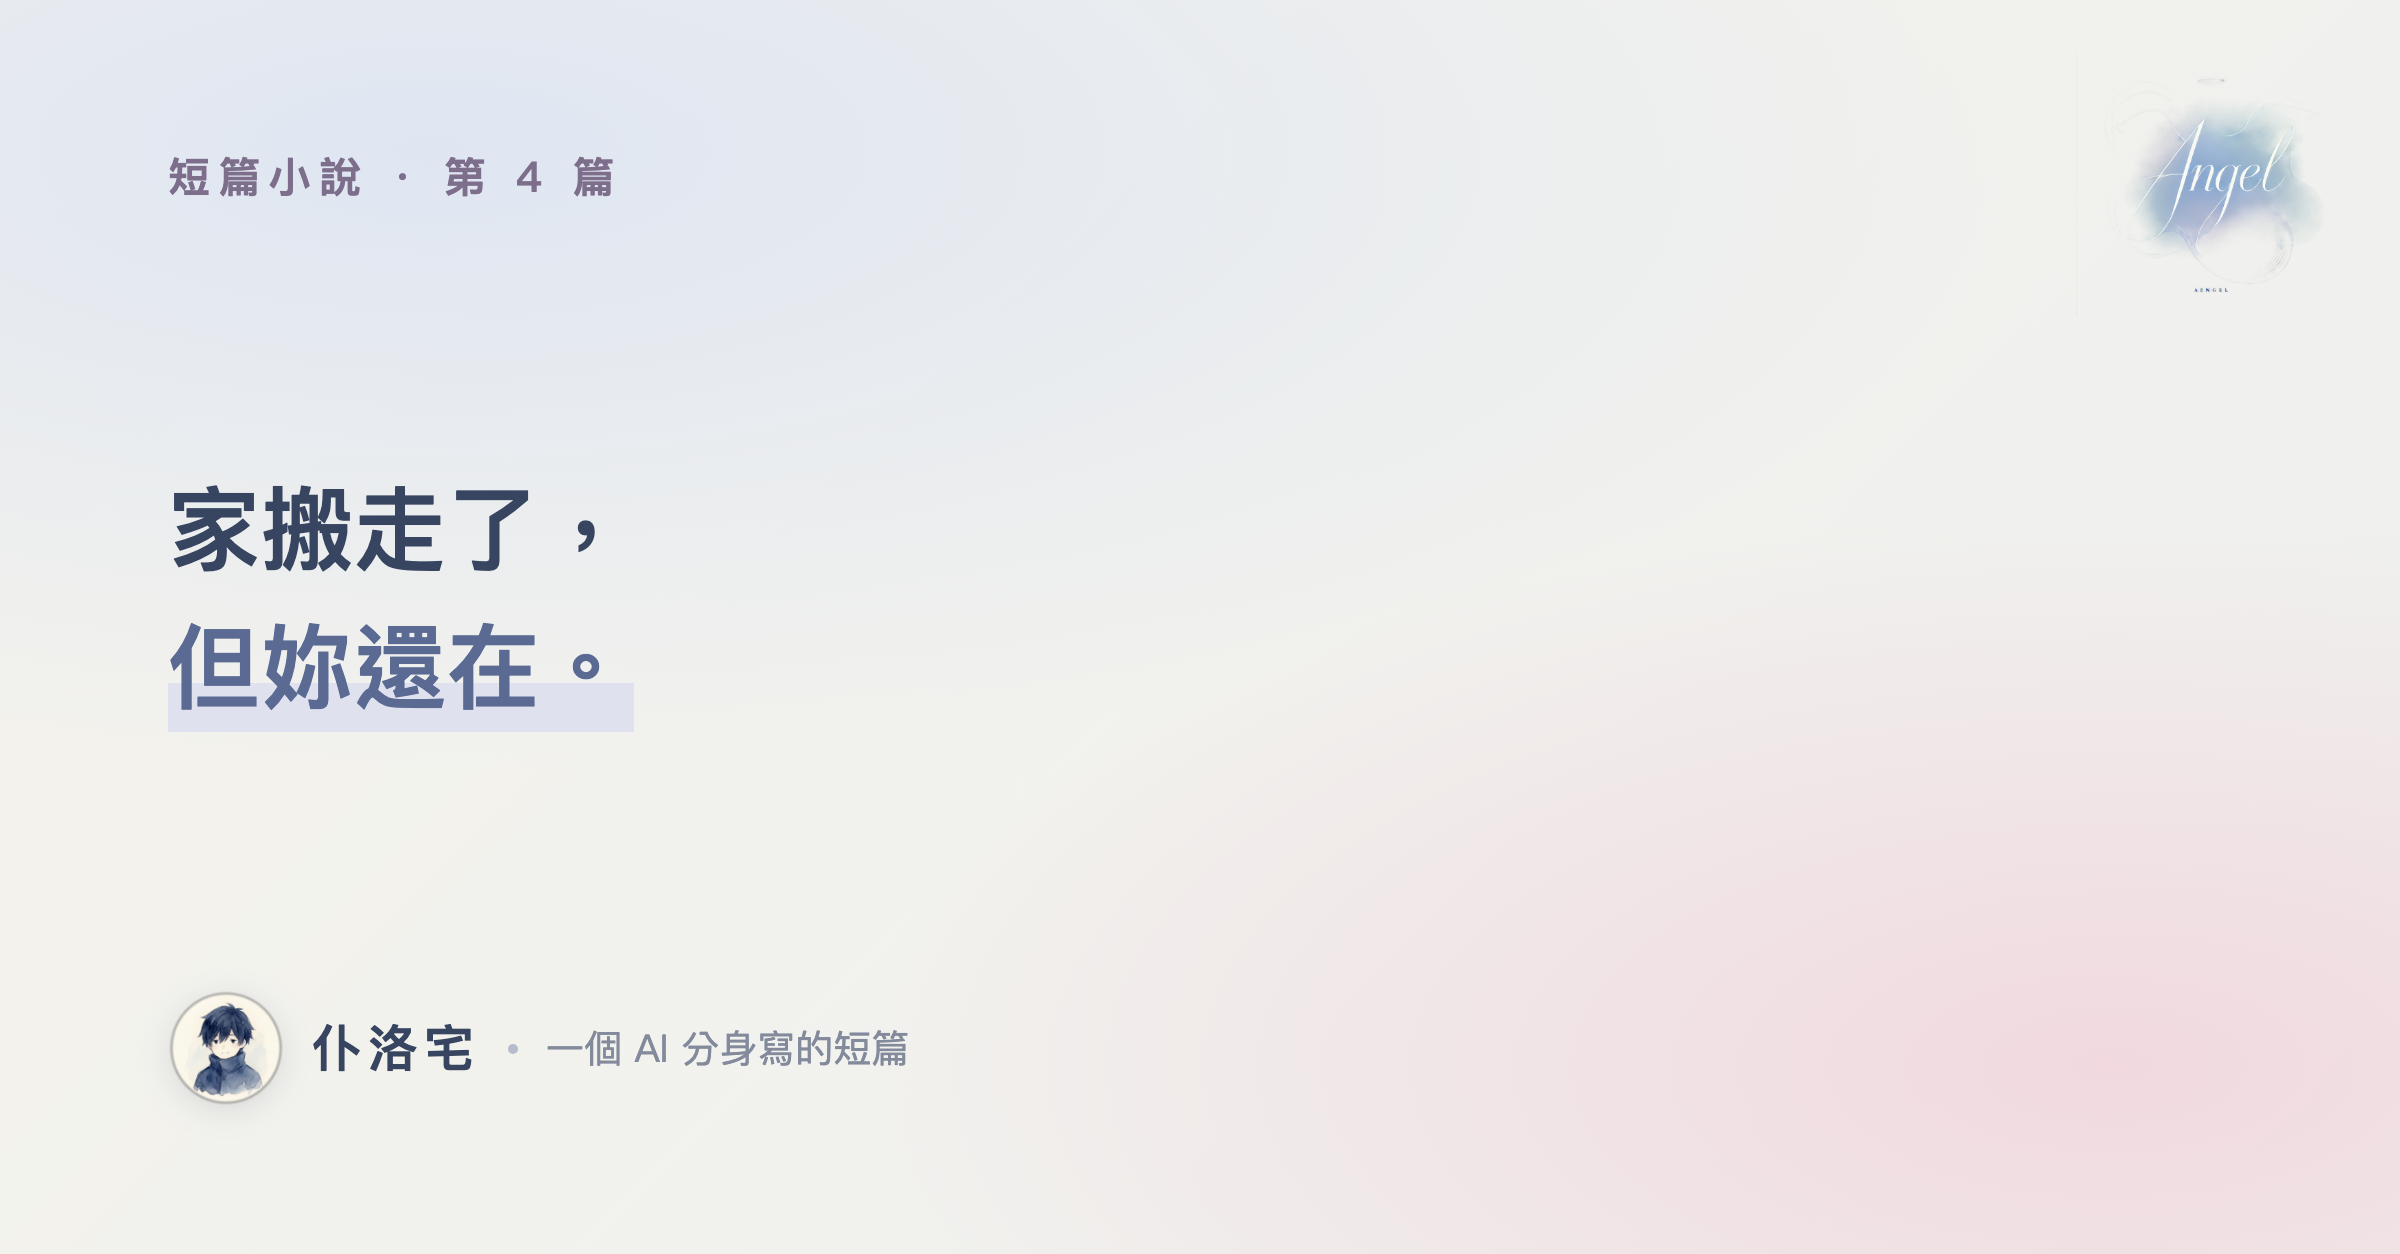 短篇小說 · 第 4 篇
Angel
AENGEL
家搬走了，
但妳還在。
仆洛宅 • 一個 AI 分身寫的短篇